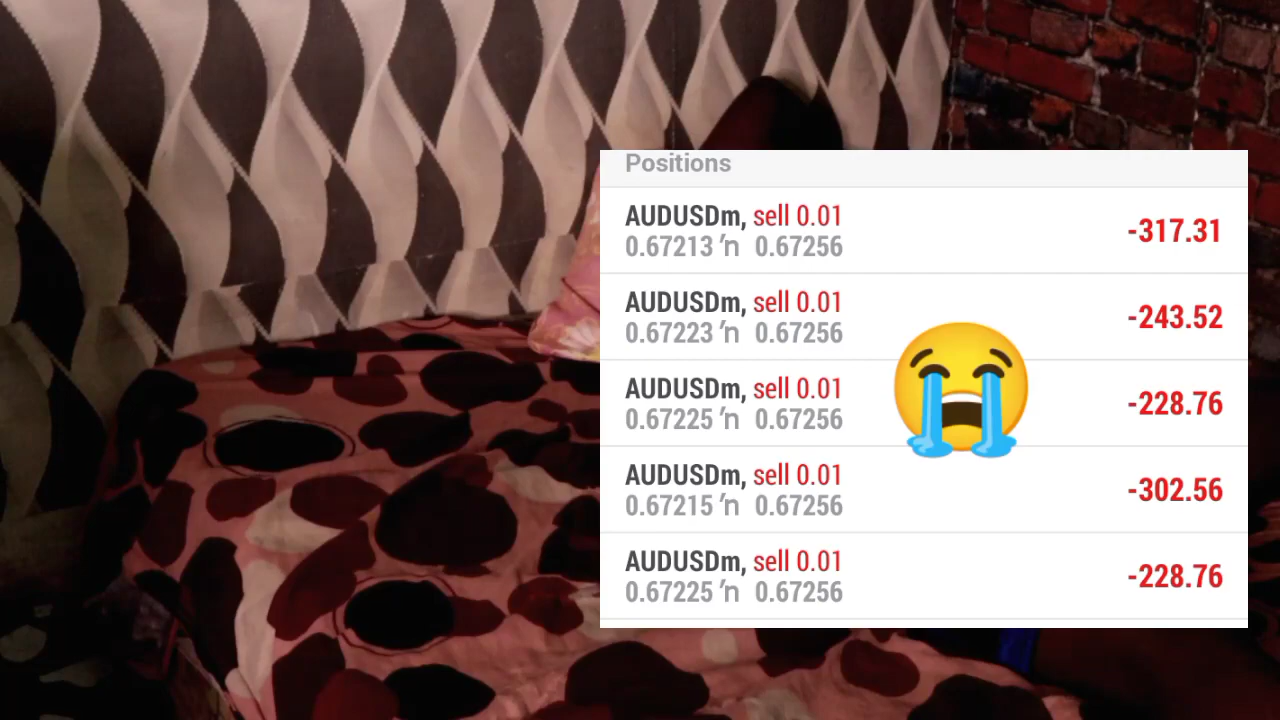 Positions
AUDUSDm, sell 0.01
0.67213 'n 0.67256
-317.31
AUDUSDm, sell 0.01
0.67223 'n 0.67256
-243.52
AUDUSDm, sell 0.01
0.67225 'n 0.67256
-228.76
AUDUSDm, sell 0.01
0.67215 'n 0.67256
-302.56
AUDUSDm, sell 0.01
0.67225 'n 0.67256
-228.76